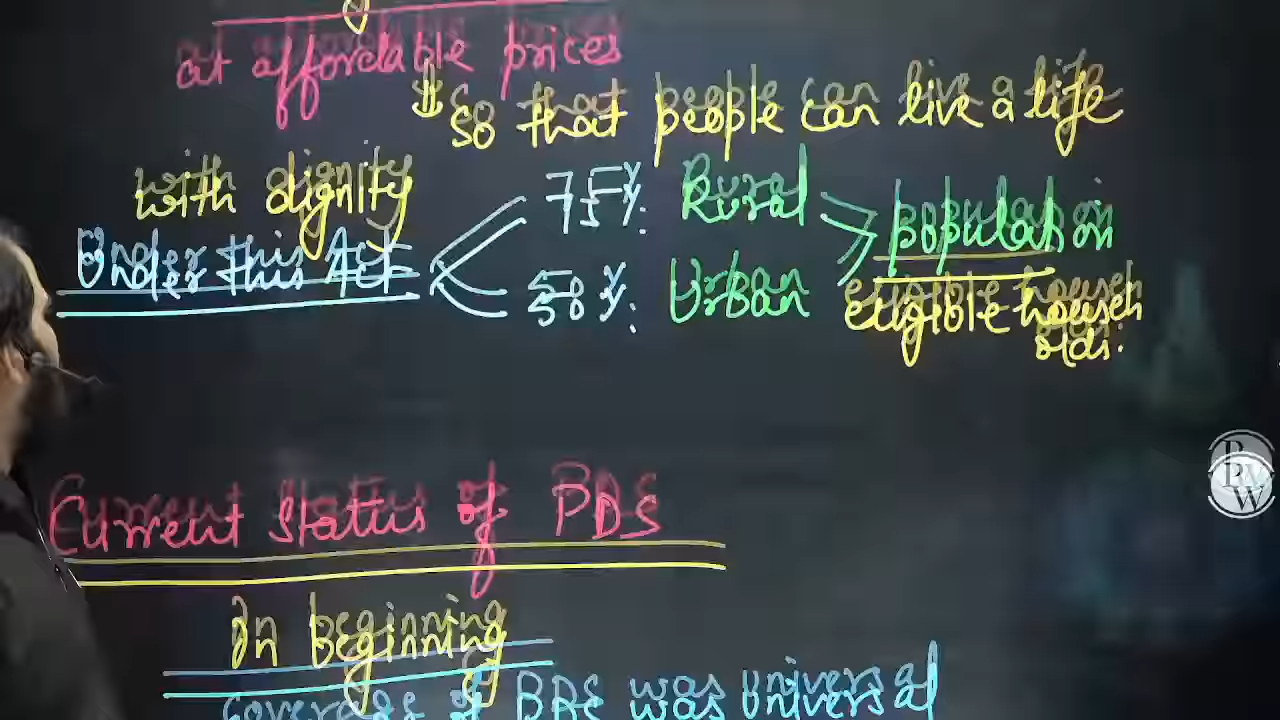 at affordable prices
so that people can live a life
with dignity
Under this Act
75%. Rural
50%. Urban
population
eligible househ
olds.
Current Status of PDS
In beginning
coverage of PDS was universal
PW